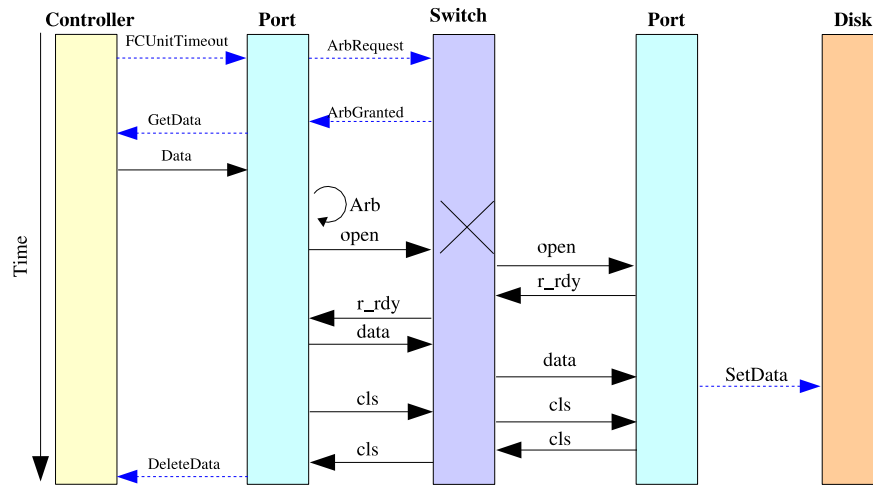 Controller
Port
Switch
Port
Disk
FCUnitTimeout
ArbRequest
ArbGranted
GetData
Data
Arb
open
open
r_rdy
r_rdy
data
data
SetData
cls
cls
cls
cls
DeleteData
Time